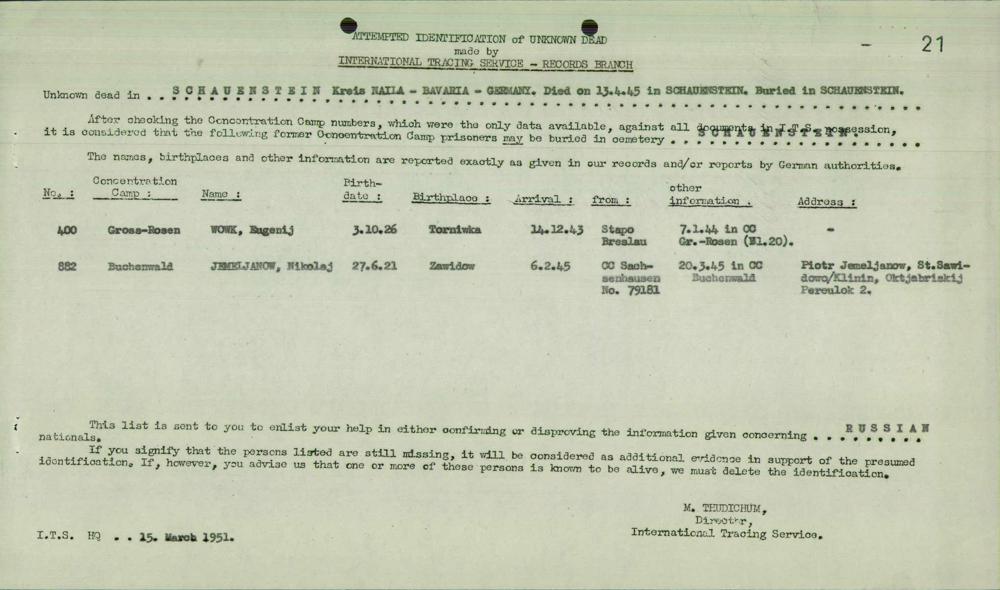 21
ATTEMPTED IDENTIFICATION of UNKNOWN DEAD
made by
INTERNATIONAL TRACING SERVICE - RECORDS BRANCH
Unknown dead in . . S C H A U E N S T E I N Kreis NAILA - BAVARIA - GERMANY. Died on 13.4.45 in SCHAUENSTEIN. Buried in SCHAUENSTEIN.
After checking the Concentration Camp numbers, which were the only data available, against all documents in I.T.S. possession,
it is considered that the following former Concentration Camp prisoners may be buried in cemetery . S C H A U E N S T E I N .
The names, birthplaces and other information are reported exactly as given in our records and/or reports by German authorities.
No. : Concentration Camp : Name : Birth-date : Birthplace : Arrival : from : other information . Address :
400 Gross-Rosen WOWK, Eugenij 3.10.26 Torniwka 14.12.43 Stapo 7.1.44 in CC -
Breslau Gr.-Rosen (Bl.20).
882 Buchenwald JEMELJANOW, Nikolaj 27.6.21 Zawidow 6.2.45 CC Sach- 20.3.45 in CC Piotr Jemeljanow, St.Sawi-
senhausen Buchenwald dowo/Klinin, Oktjabriskij
No. 79181 Pereulok 2.
This list is sent to you to enlist your help in either confirming or disproving the information given concerning . R U S S I A N
nationals.
If you signify that the persons listed are still missing, it will be considered as additional evidence in support of the presumed
identification. If, however, you advise us that one or more of these persons is known to be alive, we must delete the identification.
M. THUDICHUM,
Director,
International Tracing Service.
I.T.S. HQ . . 15. March 1951.